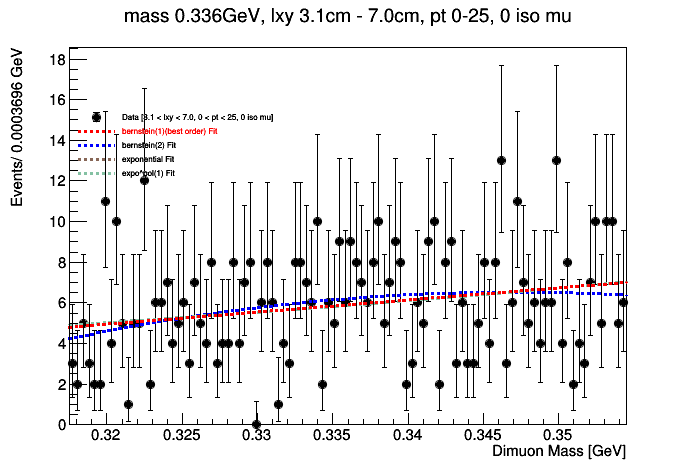 mass 0.336GeV, lxy 3.1cm - 7.0cm, pt 0-25, 0 iso mu
Events/ 0.0003696 GeV
18
16
14
12
10
8
6
4
2
0
Data [3.1 < lxy < 7.0, 0 < pt < 25, 0 iso mu]
bernstein(1)(best order) Fit
bernstein(2) Fit
exponential Fit
expo*pol(1) Fit
0.32
0.325
0.33
0.335
0.34
0.345
0.35
Dimuon Mass [GeV]